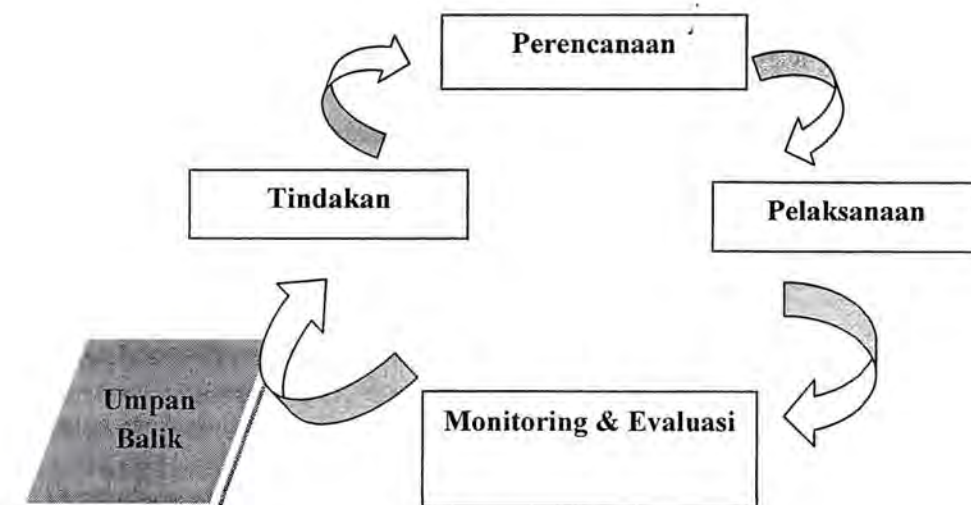 Perencanaan
Tindakan
Pelaksanaan
Umpan
Balik
Monitoring & Evaluasi